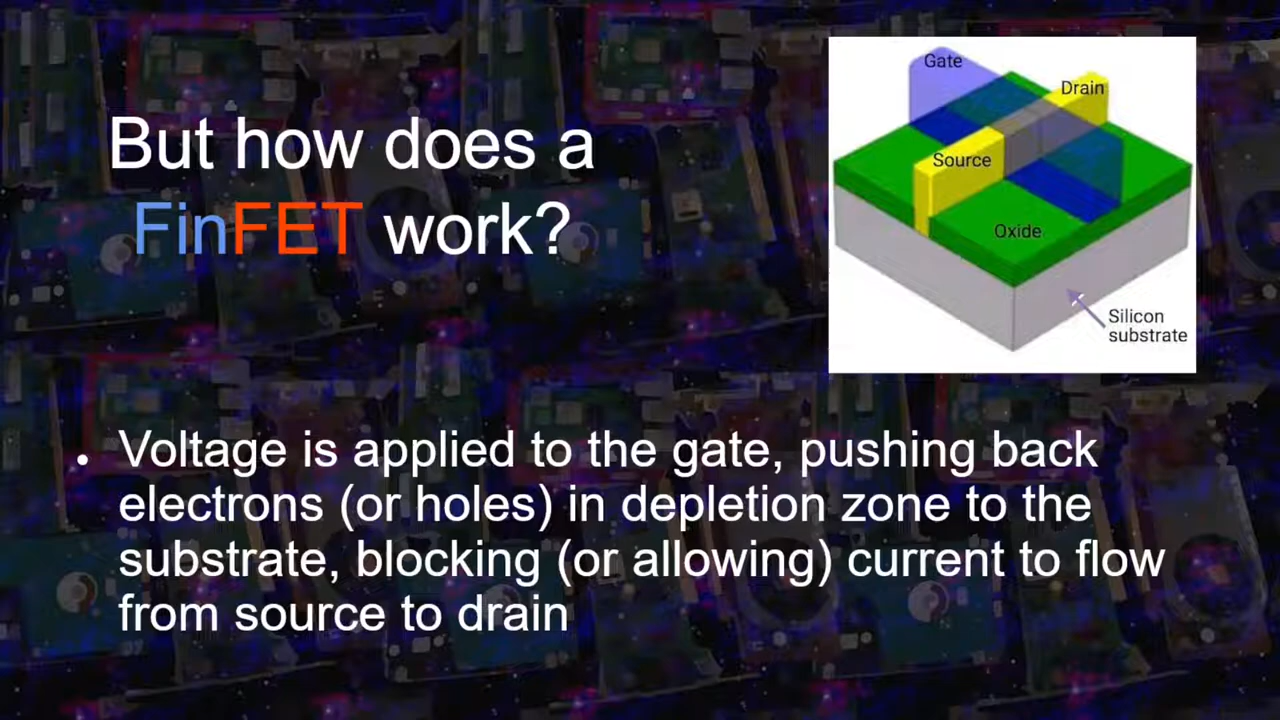 But how does a
FinFET work?
Gate
Drain
Source
Oxide
Silicon
substrate
• Voltage is applied to the gate, pushing back
electrons (or holes) in depletion zone to the
substrate, blocking (or allowing) current to flow
from source to drain